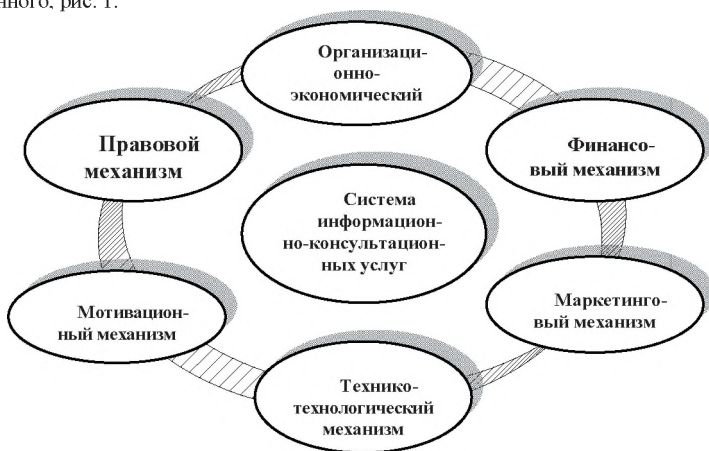 нного, рис. 1.
Организаци-
онно-
экономический
Правовой
механизм
Финансо-
вый механизм
Система
информацион-
но-консультацион-
ных услуг
Мотивацион-
ный механизм
Маркетинго-
вый механизм
Технико-
технологический
механизм